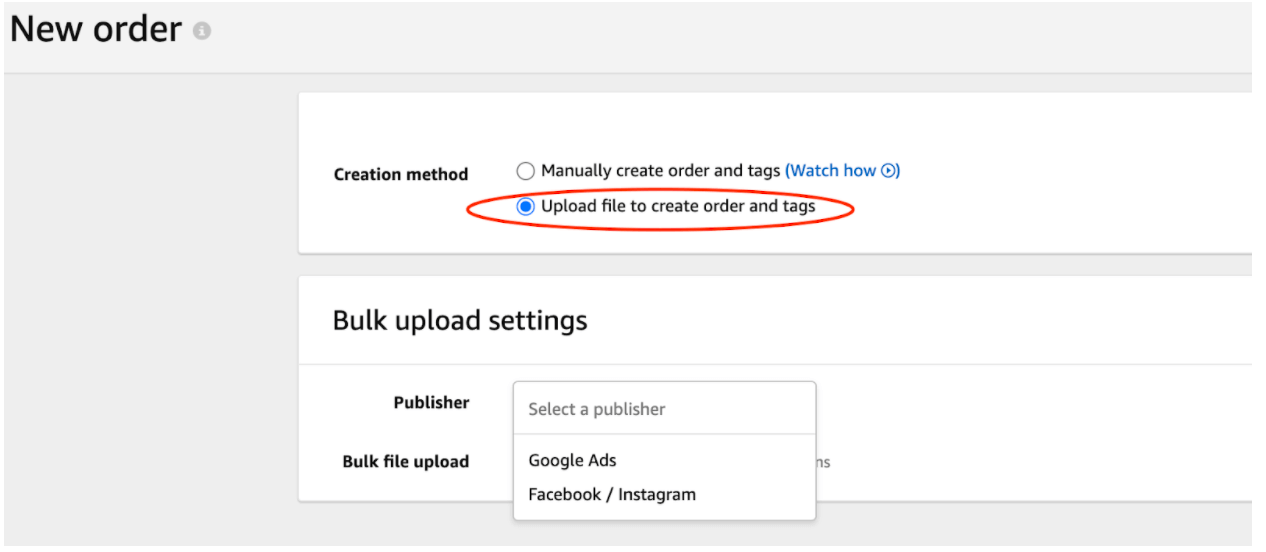 New order
Creation method
Manually create order and tags (Watch how)
Upload file to create order and tags
Bulk upload settings
Publisher
Select a publisher
Bulk file upload
Google Ads
ns
Facebook / Instagram